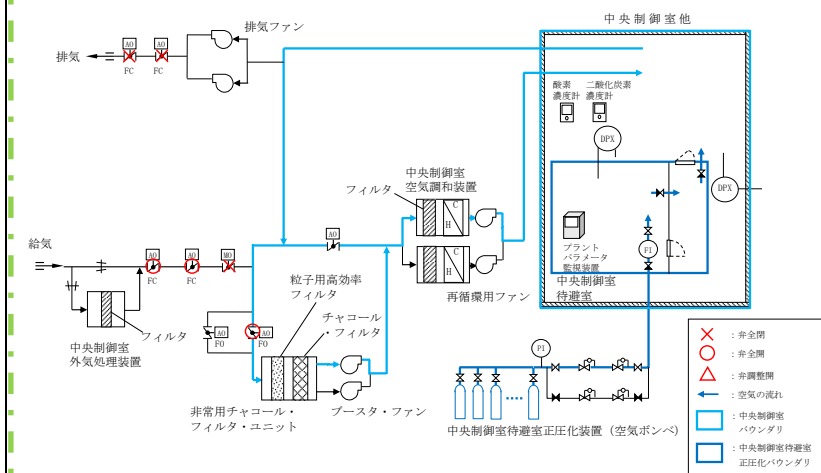 中央制御室他
排気ファン
排気
AO
AO
FC
FC
酸素
濃度計
二酸化炭素
濃度計
DPX
DPX
中央制御室
空気調和装置
フィルタ
C
H
C
H
再循環用ファン
AO
プラント
パラメータ
監視装置
FI
中央制御室
待避室
給気
AO
AO
MO
FC
FC
フィルタ
中央制御室
外気処理装置
粒子用高効率
フィルタ
チャコール
・フィルタ
AO
FO
AO
FO
非常用チャコール・
フィルタ・ユニット
ブースタ・ファン
PI
中央制御室待避室正圧化装置（空気ボンベ）
：弁全閉
：弁全開
：弁調整開
：空気の流れ
：中央制御室
バウンダリ
：中央制御室待避室
正圧化バウンダリ